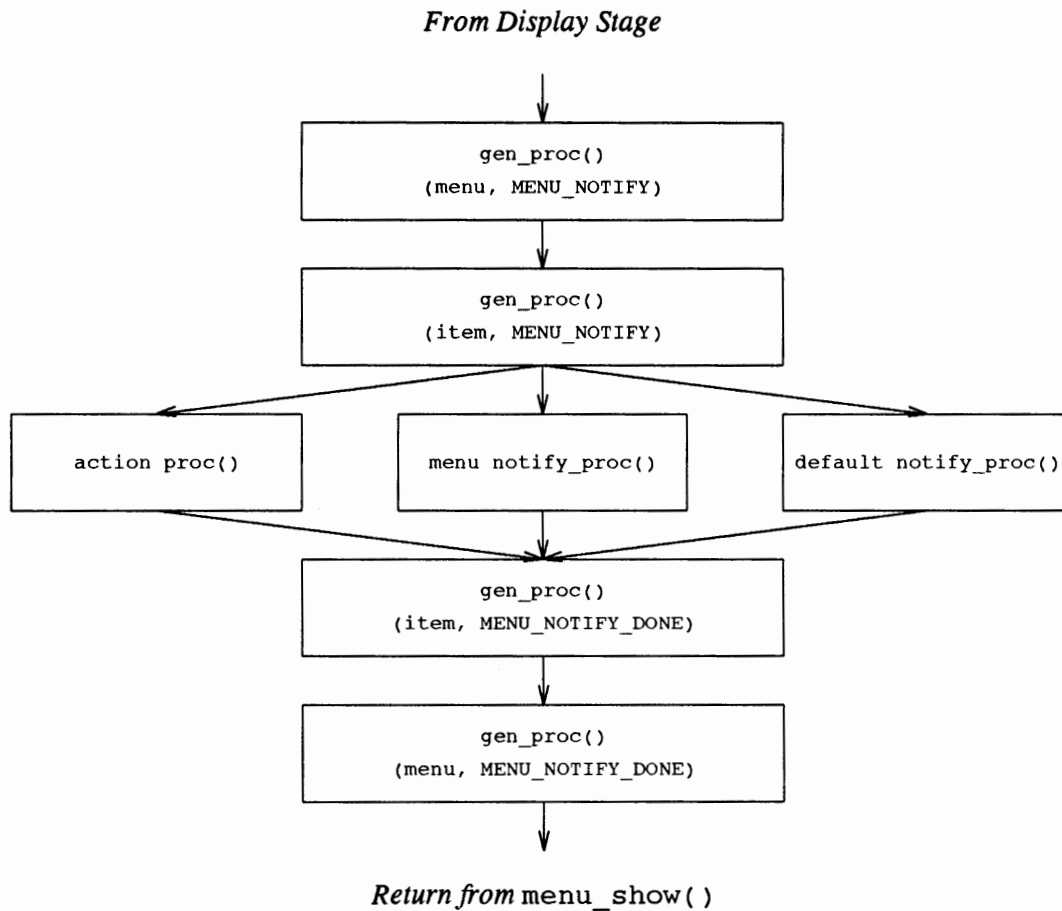 From Display Stage
gen_proc()
(menu, MENU_NOTIFY)
gen_proc()
(item, MENU_NOTIFY)
action proc()
menu notify_proc()
default notify_proc()
gen_proc()
(item, MENU_NOTIFY_DONE)
gen_proc()
(menu, MENU_NOTIFY_DONE)
Return from menu_show()